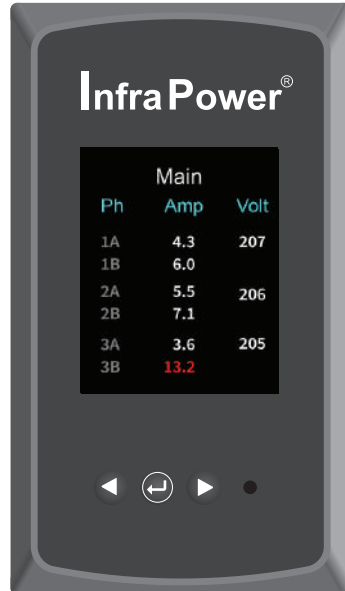 InfraPower®
Main
Ph Amp Volt
1A 4.3 207
1B 6.0
2A 5.5 206
2B 7.1
3A 3.6 205
3B 13.2